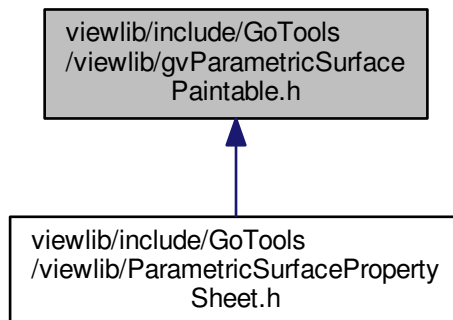 viewlib/include/GoTools
/viewlib/gvParametricSurface
Paintable.h
viewlib/include/GoTools
/viewlib/ParametricSurfaceProperty
Sheet.h